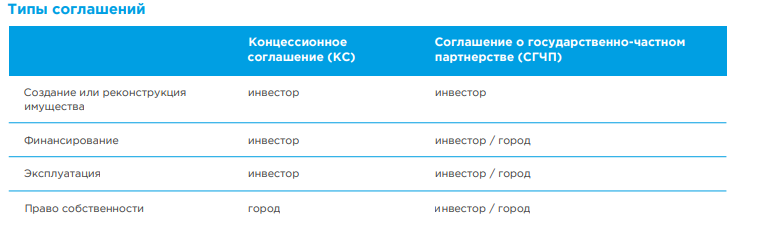 Типы соглашений
Концессионное соглашение (КС)
Соглашение о государственно-частном партнерстве (СГЧП)
Создание или реконструкция имущества
инвестор
инвестор
Финансирование
инвестор
инвестор / город
Эксплуатация
инвестор
инвестор / город
Право собственности
город
инвестор / город